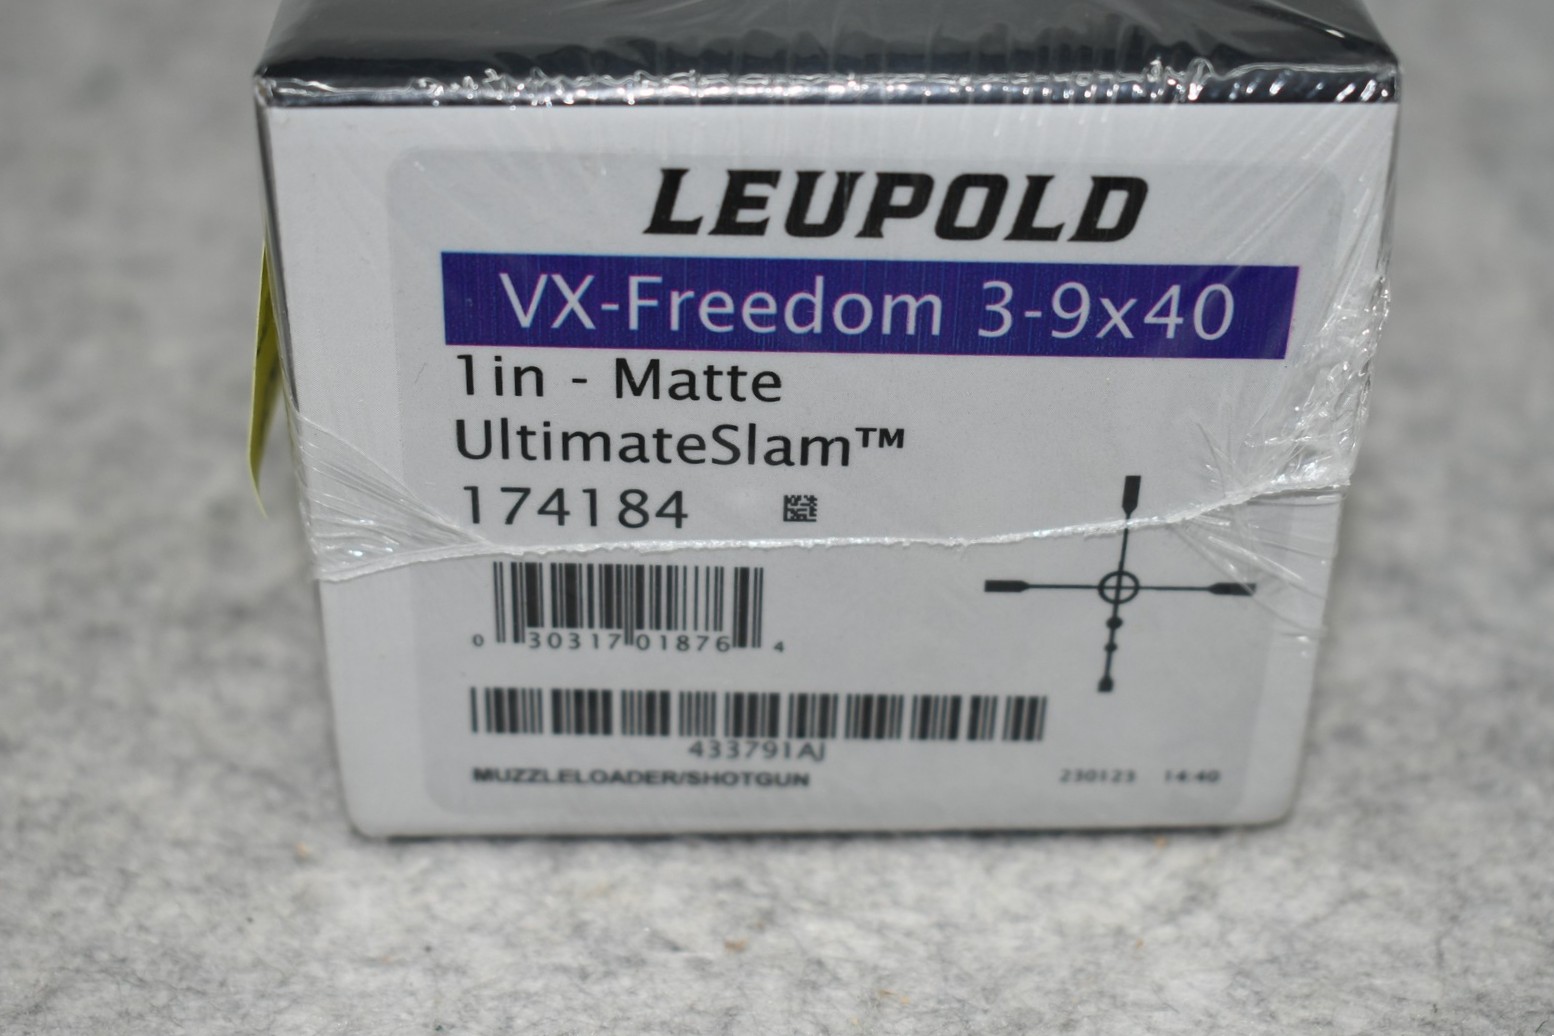 LEUPOLD
VX-Freedom 3-9x40
1in - Matte
UltimateSlam™
174184
0 30317 01876 4
433791AJ
MUZZLELOADER/SHOTGUN 230123 14:40